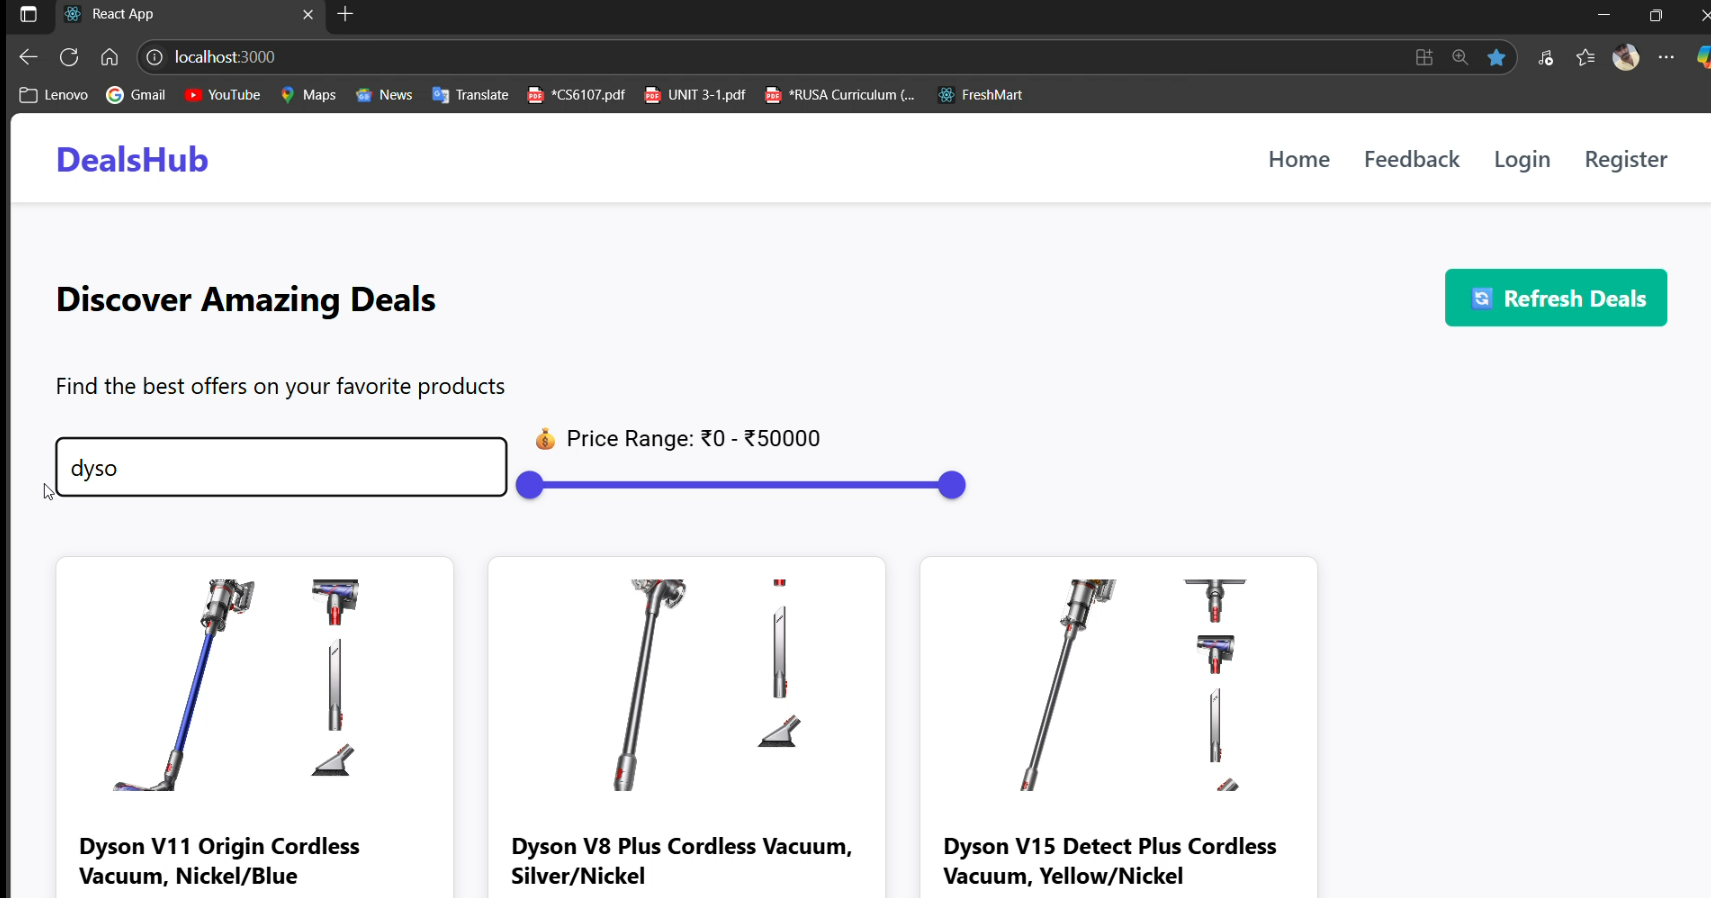 React App
localhost:3000
Lenovo Gmail YouTube Maps News Translate *CS6107.pdf UNIT 3-1.pdf *RUSA Curriculum (... FreshMart
DealsHub
Home Feedback Login Register
Discover Amazing Deals
Refresh Deals
Find the best offers on your favorite products
dyso
Price Range: ₹0 - ₹50000
Dyson V11 Origin Cordless
Vacuum, Nickel/Blue
Dyson V8 Plus Cordless Vacuum,
Silver/Nickel
Dyson V15 Detect Plus Cordless
Vacuum, Yellow/Nickel